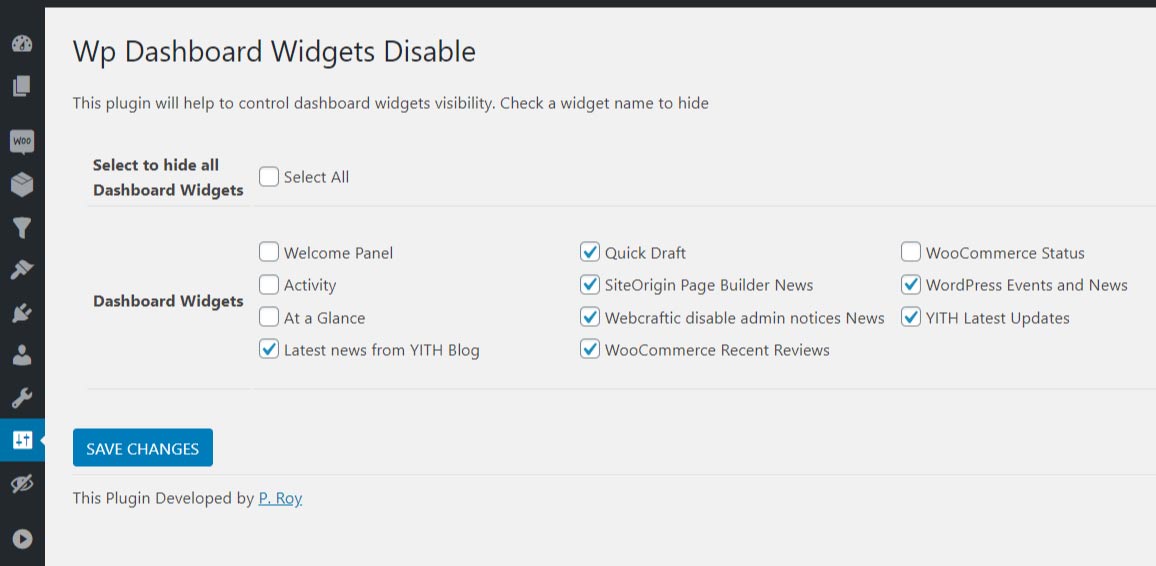 Wp Dashboard Widgets Disable
This plugin will help to control dashboard widgets visibility. Check a widget name to hide
Woo
Select to hide all
Dashboard Widgets
Select All
Dashboard Widgets
Welcome Panel
Activity
At a Glance
Latest news from YITH Blog
Quick Draft
SiteOrigin Page Builder News
Webcraftic disable admin notices News
WooCommerce Recent Reviews
WooCommerce Status
WordPress Events and News
YITH Latest Updates
SAVE CHANGES
This Plugin Developed by P. Roy